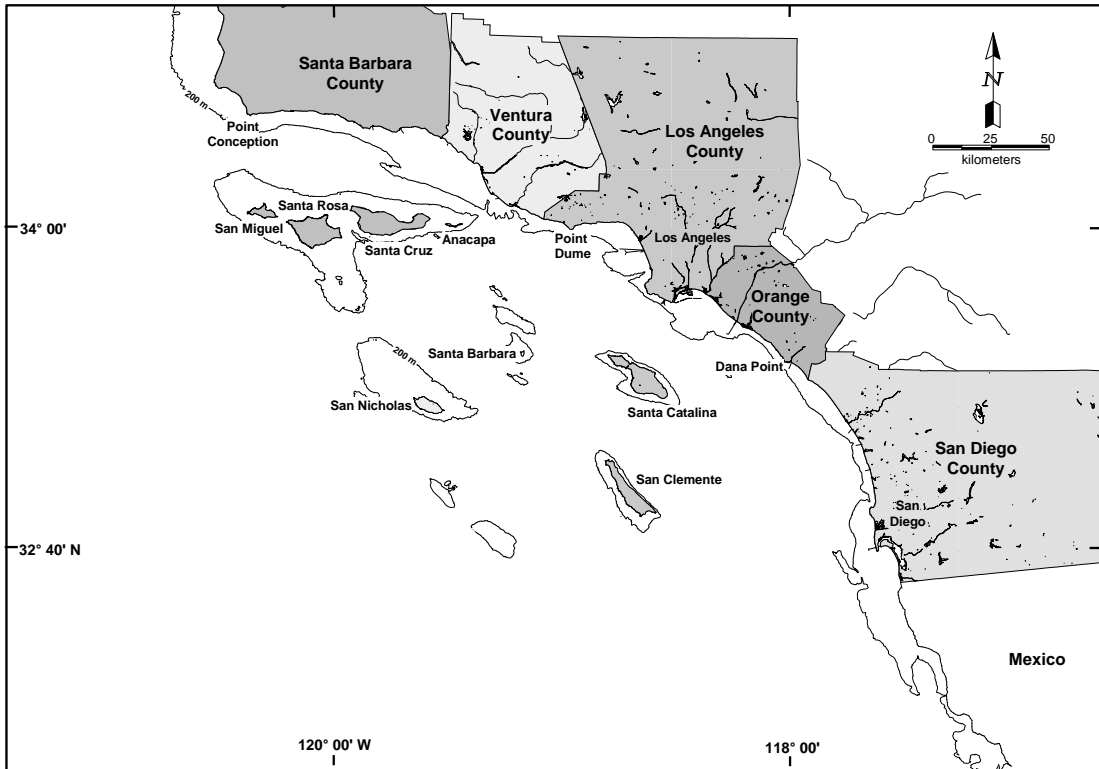 Santa Barbara
County
200 m
Point
Conception
Ventura
County
Los Angeles
County
N
0 25 50
kilometers
34° 00'
Santa Rosa
San Miguel
Santa Cruz
Anacapa
Point
Dume
Los Angeles
Orange
County
200 m
Santa Barbara
Dana Point
San Nicholas
Santa Catalina
San Diego
County
San Clemente
San
Diego
32° 40' N
Mexico
120° 00' W
118° 00'